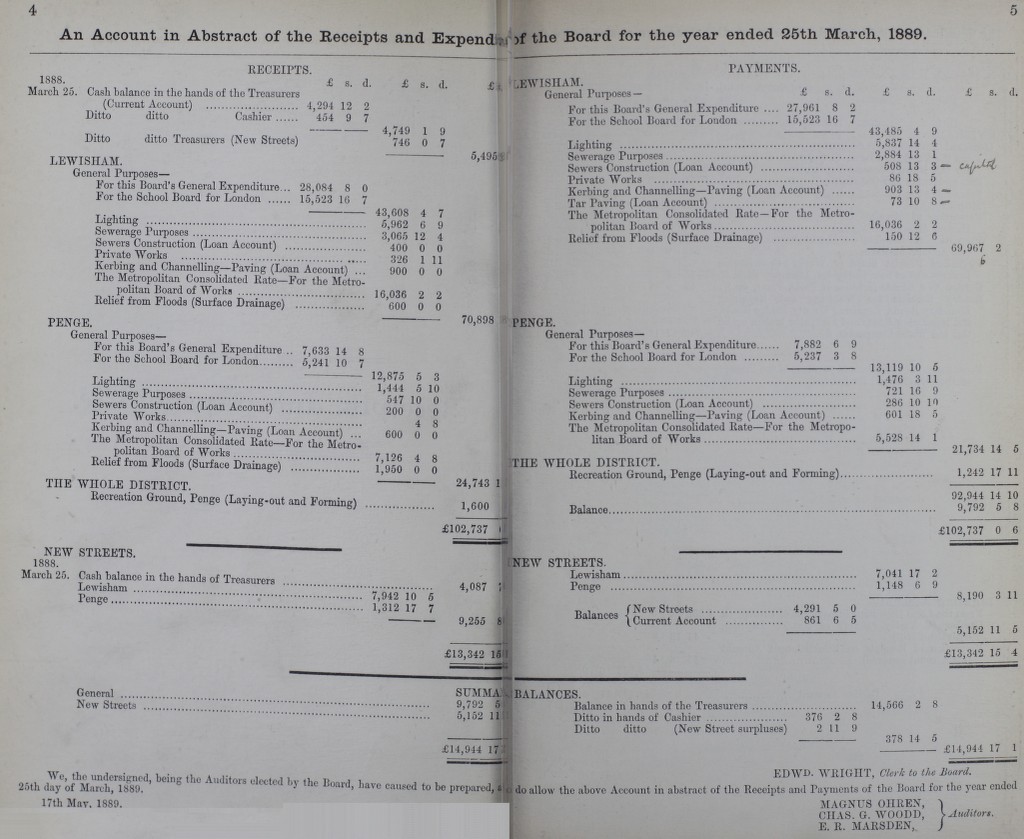 4
An Account in Abstract of the Receipts and Expend
RECEIPTS.
£ s. d. £ s. d. £
1888.
March 25. Cash balance in the hands of the Treasurers
(Current Account) 4,294 12 2
Ditto ditto Cashier 454 9 7
4,749 1 9
Ditto ditto Treasurers (New Streets) 746 0 7
5,495
LEWISHAM.
General Purposes—
For this Board's General Expenditure... 28,084 8 0
For the School Board for London 15,523 16 7
43,608 4 7
Lighting 5,962 6 9
Sewerage Purposes 3,065 12 4
Sewers Construction (Loan Account) 400 0 0
Private Works 326 1 11
Kerbing and Channelling—Paving (Loan Account) ... 900 0 0
The Metropolitan Consolidated Rate—For the Metro-
politan Board of Works 16,036 2 2
Relief from Floods (Surface Drainage) 600 0 0
70,898
PENGE.
General Purposes—
For this Board's General Expenditure .. 7,633 14 8
For the School Board for London 5,241 10 7
12,875 5 3
Lighting 1,444 5 10
Sewerage Purposes 547 10 0
Sewers Construction (Loan Account) 200 0 0
Private Works 4 8
Kerbing and Channelling—Paving (Loan Account) ... 600 0 0
The Metropolitan Consolidated Rate—For the Metro-
politan Board of Works 7,126 4 8
Relief from Floods (Surface Drainage) 1,950 0 0
24,743 1
THE WHOLE DISTRICT.
Recreation Ground, Penge (Laying-out and Forming) 1,600
£102,737
NEW STREETS.
1888.
March 25. Cash balance in the hands of Treasurers 4,087
Lewisham 7,942 10 5
Penge 1,312 17 7
9,255 8
£13,342 15
SUMMA
General 9,792 5
New Streets 5,152 11
£14,944 17
We, the undersigned, being the Auditors elected by the Board, have caused to be prepared,
25th day of March, 1889.
17th May, 1889.
5
of the Board for the year ended 25th March, 1889.
PAYMENTS.
LEWISHAM. £ s. d. £ s. d. £ s. d.
General Purposes—
For this Board's General Expenditure .... 27,961 8 2
For the School Board for London 15,523 16 7
43,485 4 9
Lighting 5,837 14 4
Sewerage Purposes 2,884 13 1
Sewers Construction (Loan Account) 508 13 3 — capital
Private Works 86 18 5
Kerbing and Channelling—Paving (Loan Account) 903 13 4 —
Tar Paving (Loan Account) 73 10 8 —
The Metropolitan Consolidated Rate—For the Metro-
politan Board of Works 16,036 2 2
Relief from Floods (Surface Drainage) 150 12 6
69,967 2
6
PENGE.
General Purposes—
For this Board's General Expenditure 7,882 6 9
For the School Board for London 5,237 3 8
13,119 10 5
Lighting 1,476 3 11
Sewerage Purposes 721 16 9
Sewers Construction (Loan Account) 286 10 10
Kerbing and Channelling—Paving (Loan Account) 601 18 5
The Metropolitan Consolidated Rate—For the Metropo-
litan Board of Works 5,528 14 1
21,734 14 5
THE WHOLE DISTRICT.
Recreation Ground, Penge (Laying-out and Forming) 1,242 17 11
92,944 14 10
Balance 9,792 5 8
£102,737 0 6
NEW STREETS.
Lewisham 7,041 17 2
Penge 1,148 6 9
8,190 3 11
Balances { New Streets 4,291 5 0
Current Account 861 6 5
5,152 11 5
£13,342 15 4
BALANCES.
Balance in hands of the Treasurers 14,566 2 8
Ditto in hands of Cashier 376 2 8
Ditto ditto (New Street surpluses) 2 11 9
378 14 5
£14,944 17 1
EDWD. WRIGHT, Clerk to the Board.
do allow the above Account in abstract of the Receipts and Payments of the Board for the year ended
MAGNUS OHREN,
CHAS. G. WOODD, } Auditors.
E. R. MARSDEN,